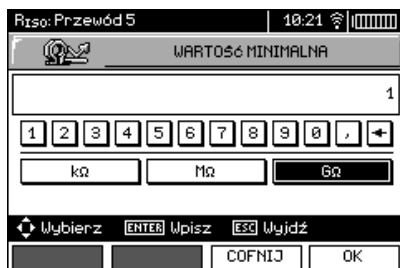 RISO: Przewód 5 10:21
WARTOŚĆ MINIMALNA
1
1 2 3 4 5 6 7 8 9 0 , ←
kΩ MΩ GΩ
Wybierz ENTER Wpisz ESC Wyjdź
COFNIJ OK